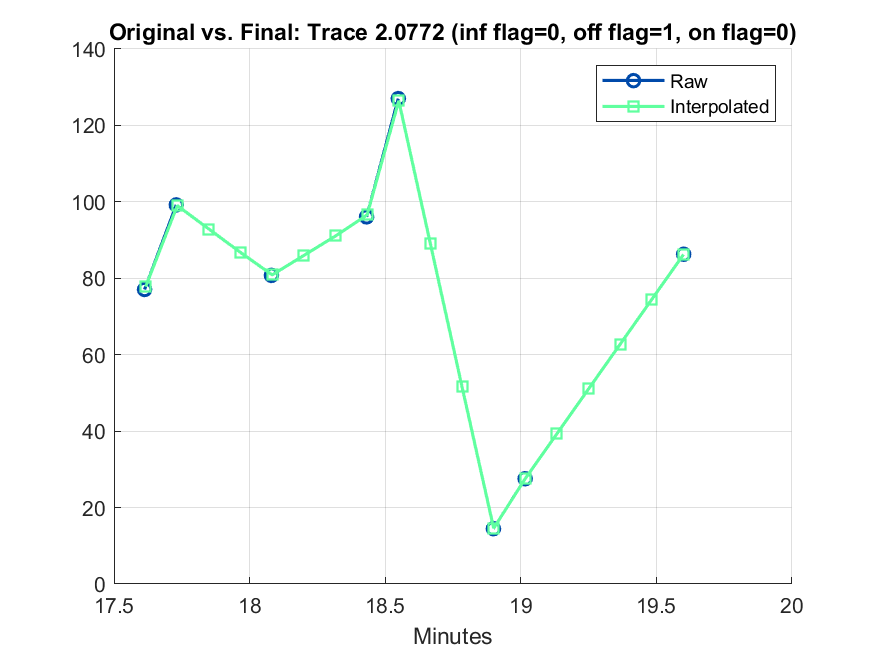 Original vs. Final: Trace 2.0772 (inf flag=0, off flag=1, on flag=0)
140
120
100
80
60
40
20
0
Raw
Interpolated
17.5 18 18.5 19 19.5 20
Minutes